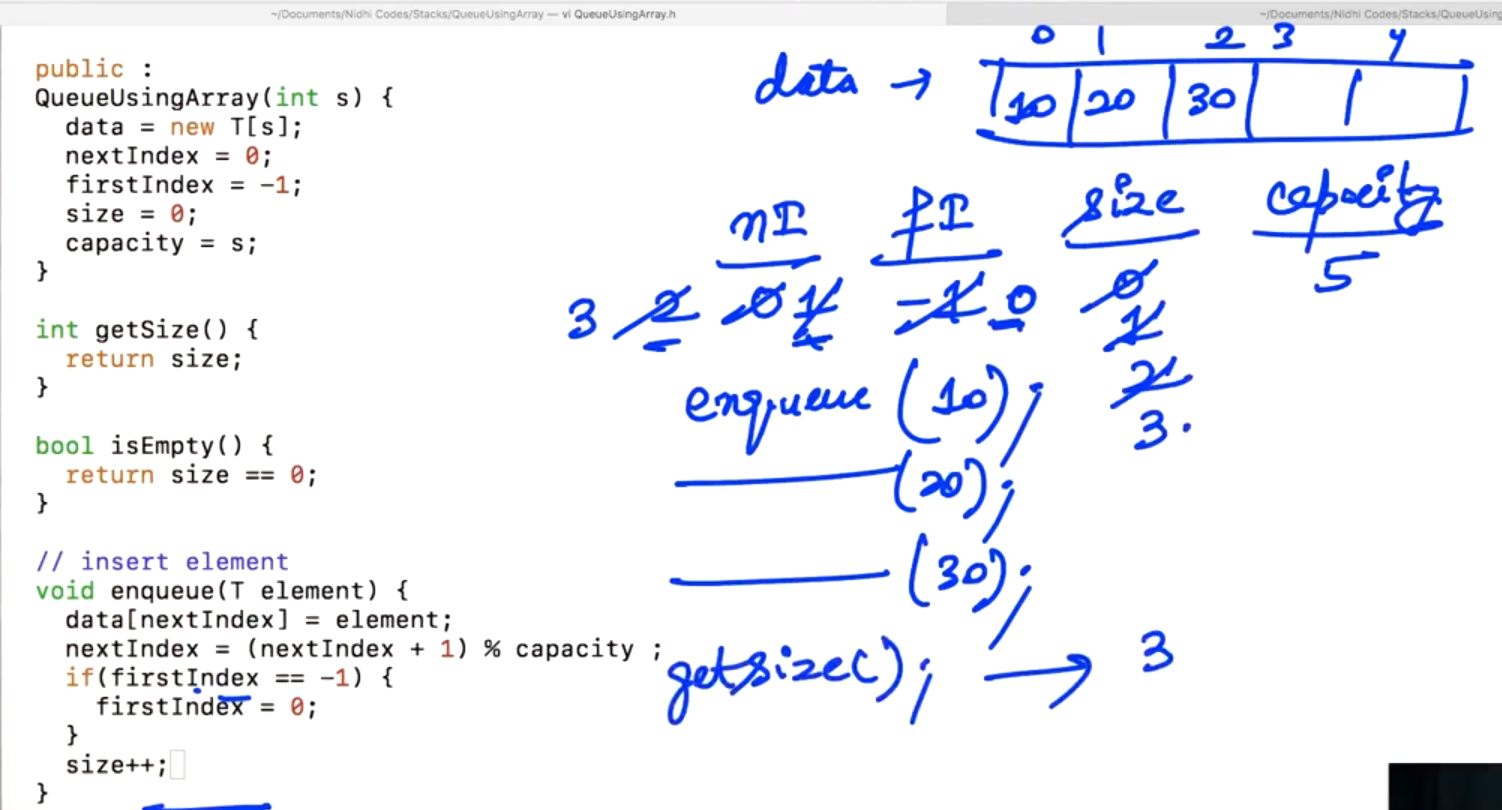 ~/Documents/Nidhi Codes/Stacks/QueueUsingArray — vi QueueUsingArray.h
~/Documents/Nidhi Codes/Stacks/QueueUsing
public :
QueueUsingArray(int s) {
data = new T[s];
nextIndex = 0;
firstIndex = -1;
size = 0;
capacity = s;
}
int getSize() {
return size;
}
bool isEmpty() {
return size == 0;
}
// insert element
void enqueue(T element) {
data[nextIndex] = element;
nextIndex = (nextIndex + 1) % capacity ;
if(firstIndex == -1) {
firstIndex = 0;
}
size++;
}
0 1 2 3 4
data → 10 20 30
nI fI size capacity
3 2 0 1 -1 0 0 5
1
enqueue (10); 2
3.
(20);
(30);
getsize(); → 3